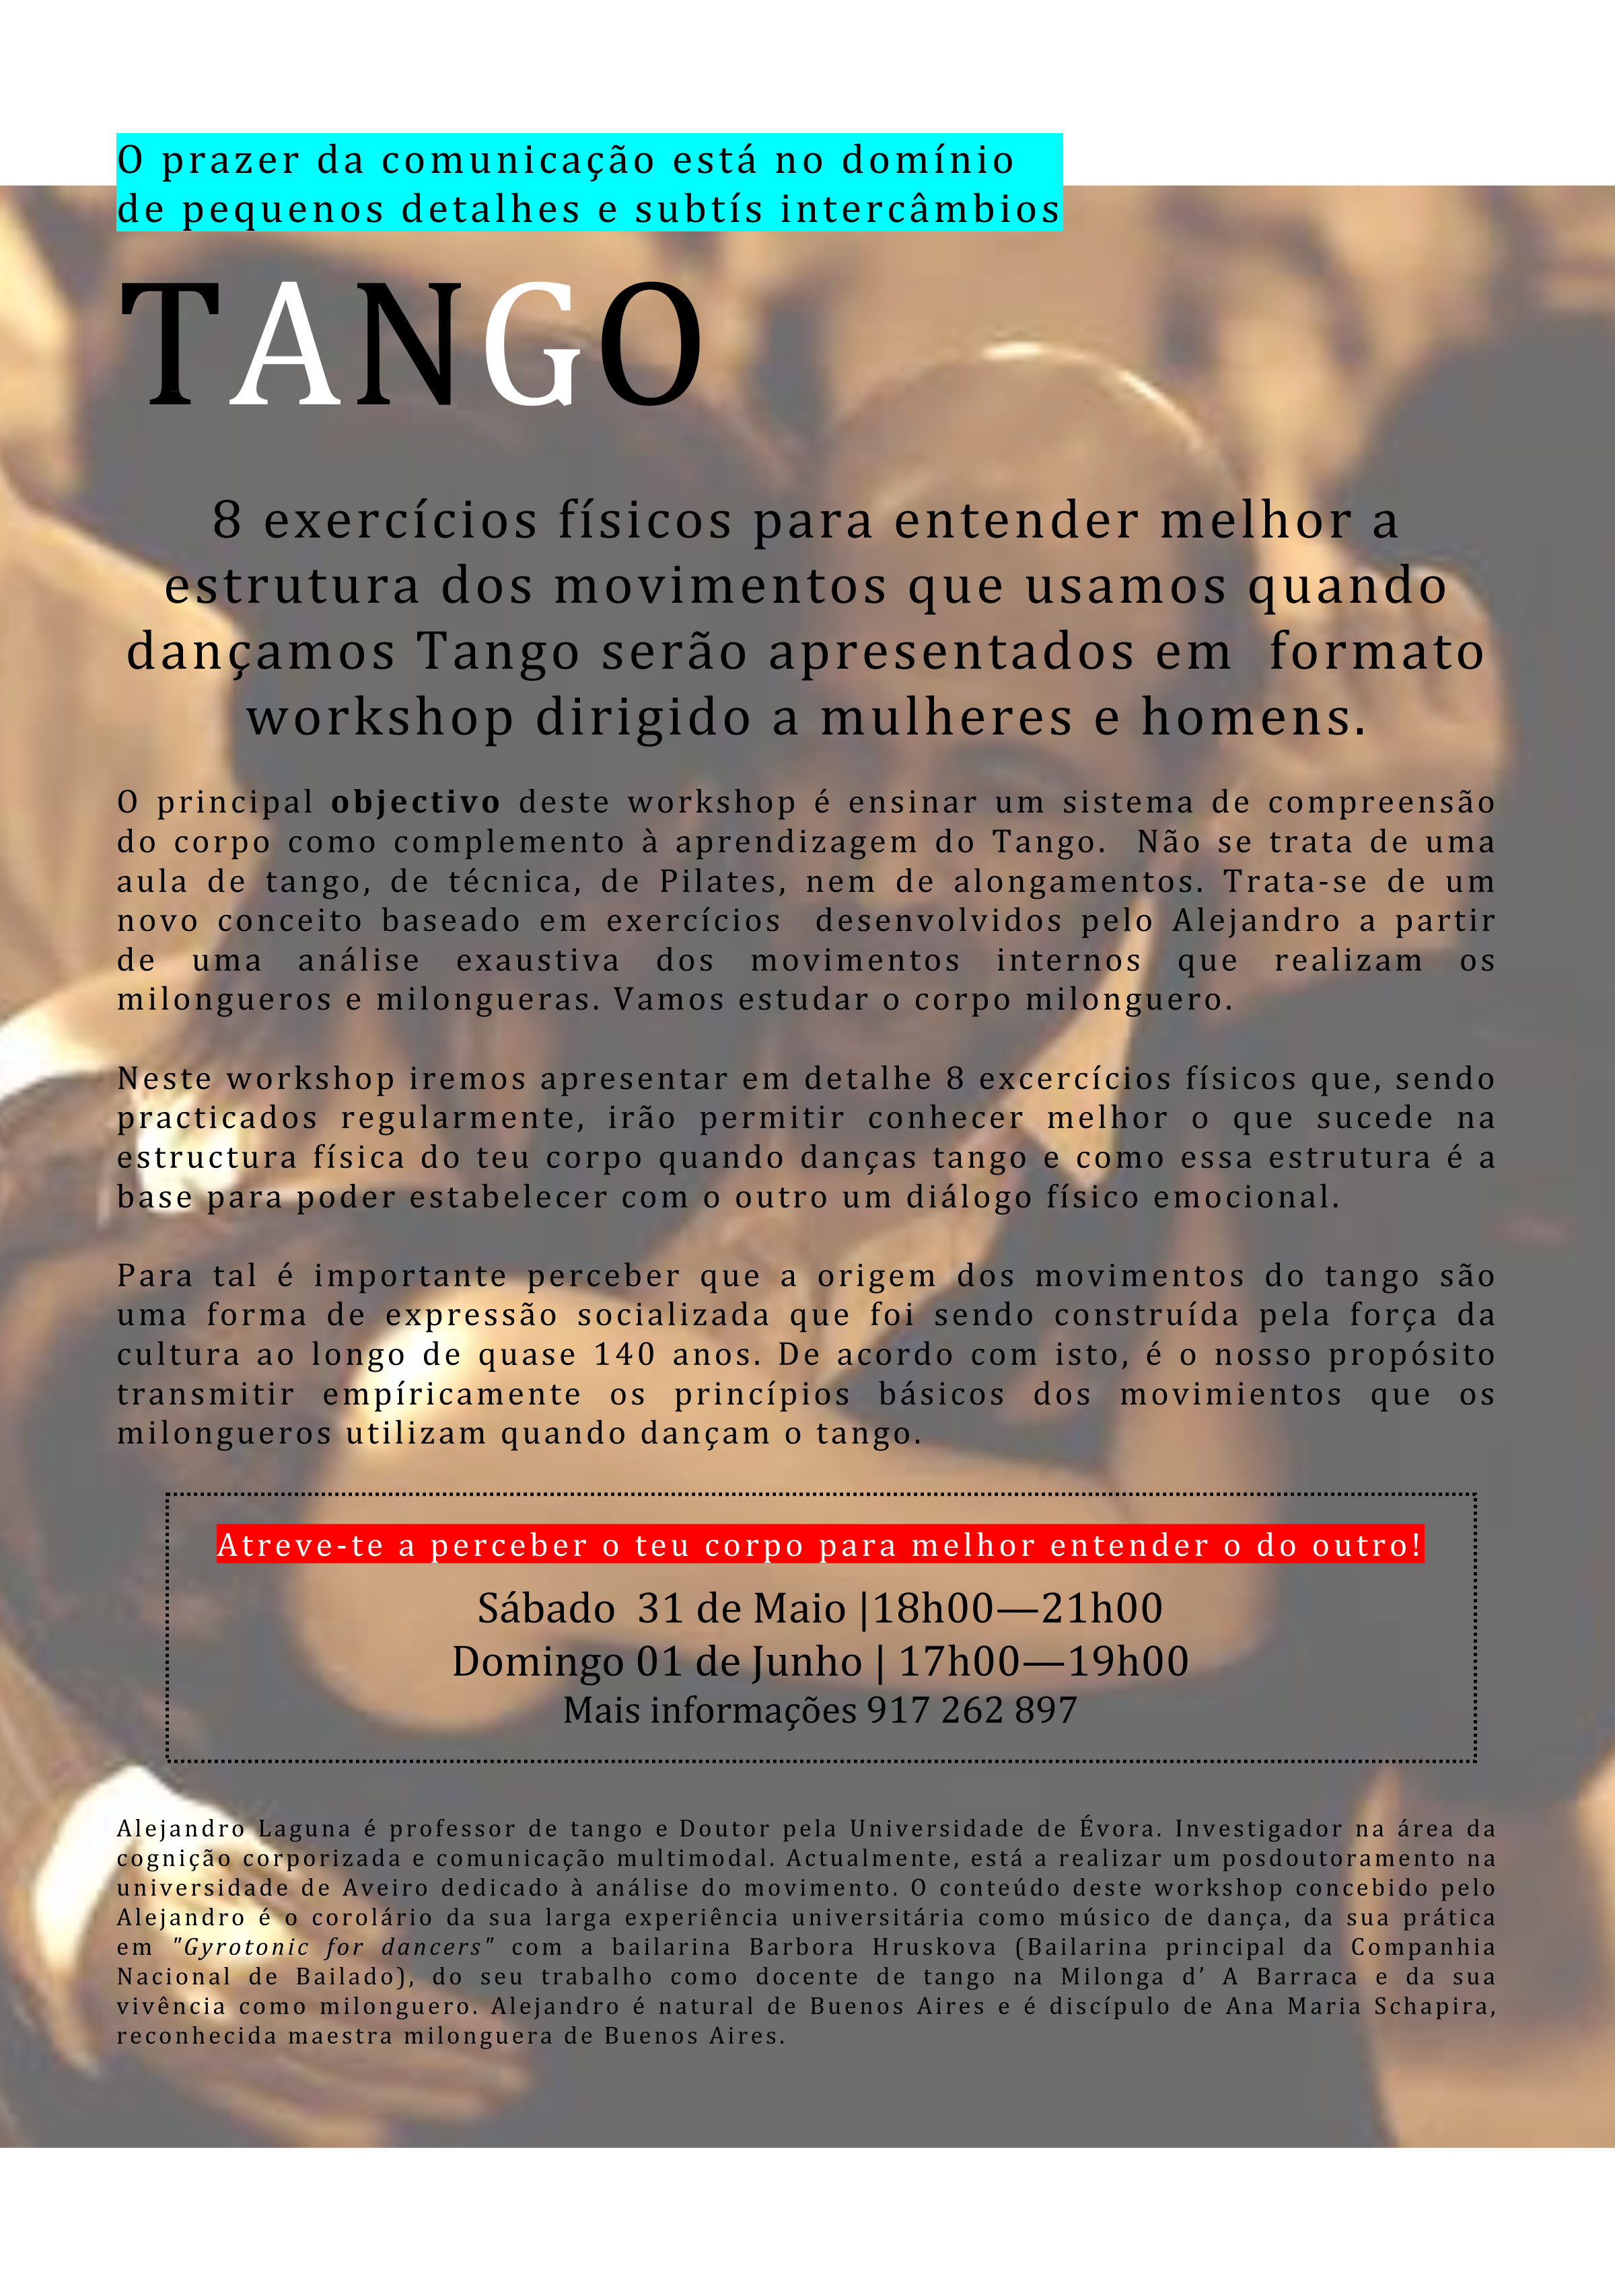 O prazer da comunicação está no domínio
de pequenos detalhes e subtís intercâmbios
TANGO
8 exercícios físicos para entender melhor a
estrutura dos movimentos que usamos quando
dançamos Tango serão apresentados em formato
workshop dirigido a mulheres e homens.
O principal objectivo deste workshop é ensinar um sistema de compreensão
do corpo como complemento à aprendizagem do Tango. Não se trata de uma
aula de tango, de técnica, de Pilates, nem de alongamentos. Trata-se de um
novo conceito baseado em exercícios desenvolvidos pelo Alejandro a partir
de uma análise exaustiva dos movimentos internos que realizam os
milongueros e milongueras. Vamos estudar o corpo milonguero.
Neste workshop iremos apresentar em detalhe 8 excercícios físicos que, sendo
practicados regularmente, irão permitir conhecer melhor o que sucede na
estructura física do teu corpo quando danças tango e como essa estrutura é a
base para poder estabelecer com o outro um diálogo físico emocional.
Para tal é importante perceber que a origem dos movimentos do tango são
uma forma de expressão socializada que foi sendo construída pela força da
cultura ao longo de quase 140 anos. De acordo com isto, é o nosso propósito
transmitir empíricamente os princípios básicos dos movimientos que os
milongueros utilizam quando dançam o tango.
Atreve-te a perceber o teu corpo para melhor entender o do outro!
Sábado 31 de Maio |18h00—21h00
Domingo 01 de Junho | 17h00—19h00
Mais informações 917 262 897
Alejandro Laguna é professor de tango e Doutor pela Universidade de Évora. Investigador na área da
cognição corporizada e comunicação multimodal. Actualmente, está a realizar um posdoutoramento na
universidade de Aveiro dedicado à análise do movimento. O conteúdo deste workshop concebido pelo
Alejandro é o corolário da sua larga experiência universitária como músico de dança, da sua prática
em "Gyrotonic for dancers" com a bailarina Barbora Hruskova (Bailarina principal da Companhia
Nacional de Bailado), do seu trabalho como docente de tango na Milonga d’ A Barraca e da sua
vivência como milonguero. Alejandro é natural de Buenos Aires e é discípulo de Ana Maria Schapira,
reconhecida maestra milonguera de Buenos Aires.